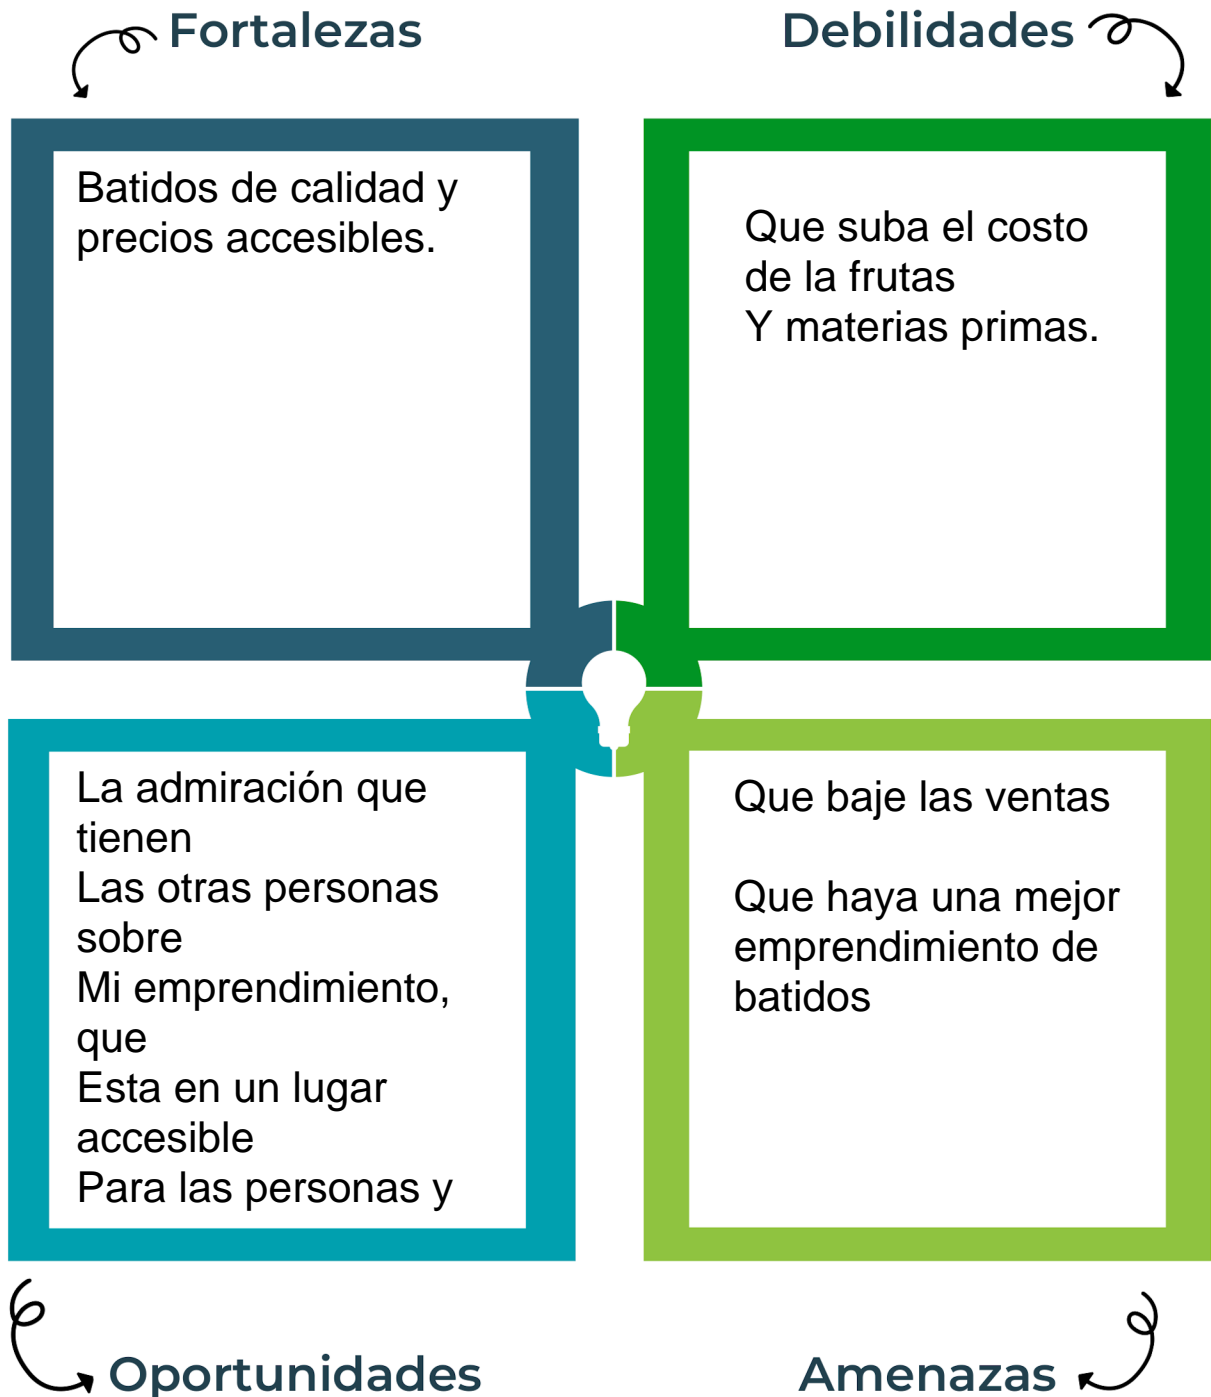 Fortalezas
Batidos de calidad y
precios accesibles.
Debilidades
Que suba el costo
de la frutas
Y materias primas.
La admiración que
tienen
Las otras personas
sobre
Mi emprendimiento,
que
Esta en un lugar
accesible
Para las personas y
Oportunidades
Que baje las ventas
Que haya una mejor
emprendimiento de
batidos
Amenazas